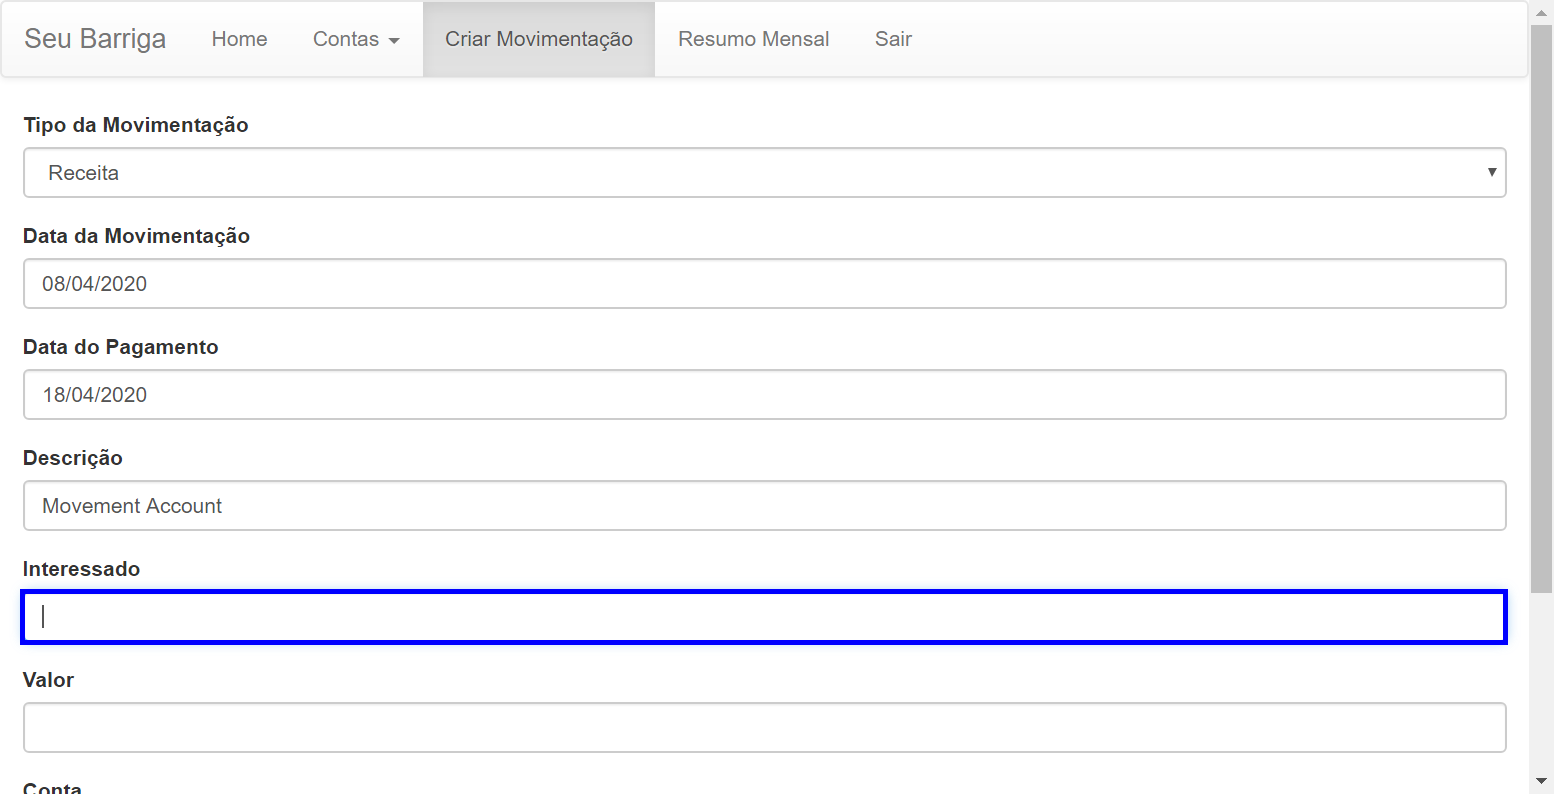 Seu Barriga Home Contas Criar Movimentação Resumo Mensal Sair
Tipo da Movimentação
Receita
Data da Movimentação
08/04/2020
Data do Pagamento
18/04/2020
Descrição
Movement Account
Interessado
Valor
Conta